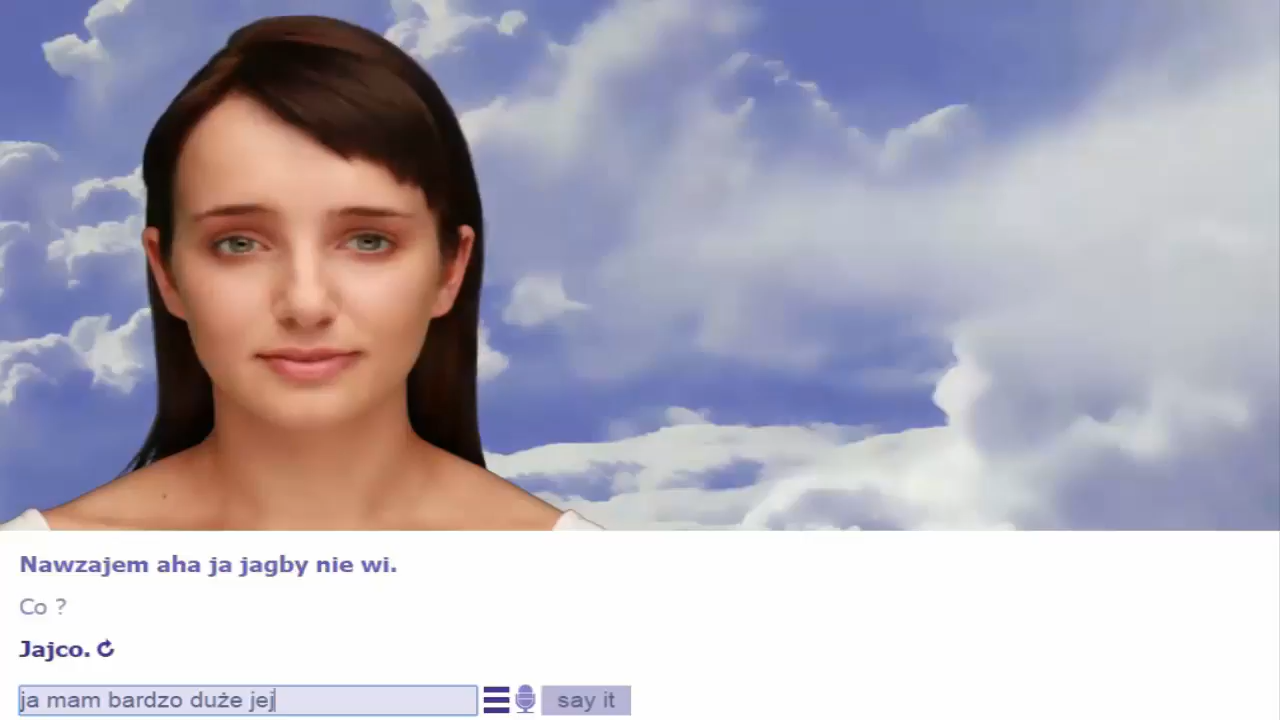 Nawzajem aha ja jagby nie wi.
Co ?
Jajco.
ja mam bardzo duże jej
say it